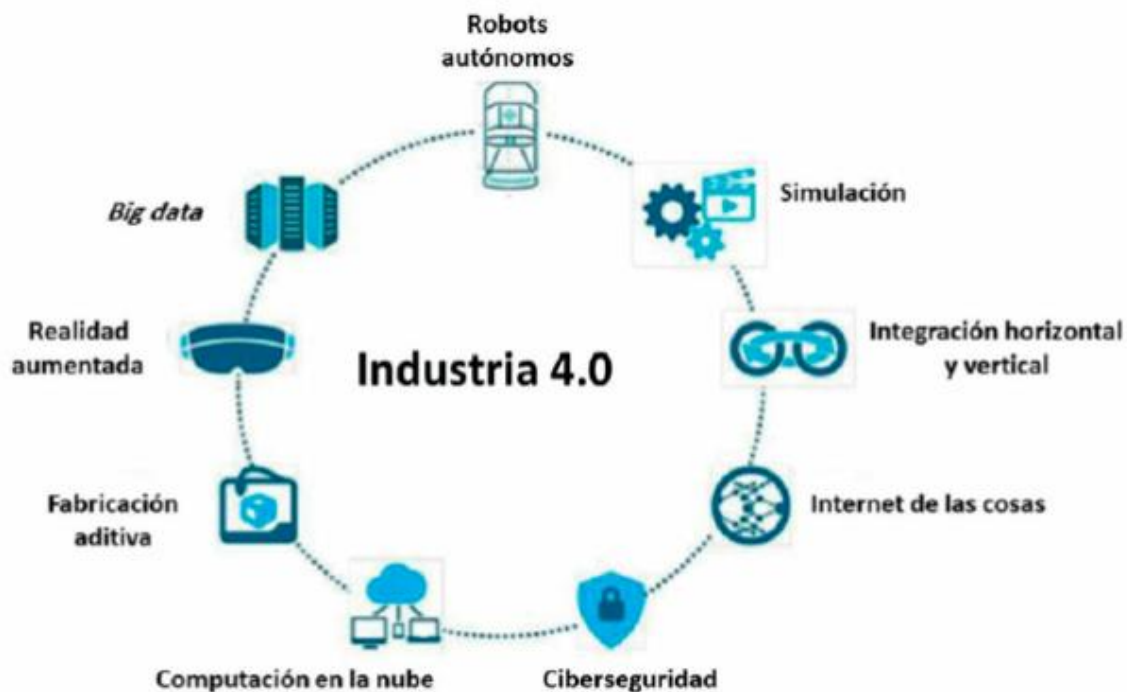 Robots
autónomos
Simulación
Big data
Realidad
aumentada
Industria 4.0
Integración horizontal
y vertical
Fabricación
aditiva
Internet de las cosas
Computación en la nube
Ciberseguridad